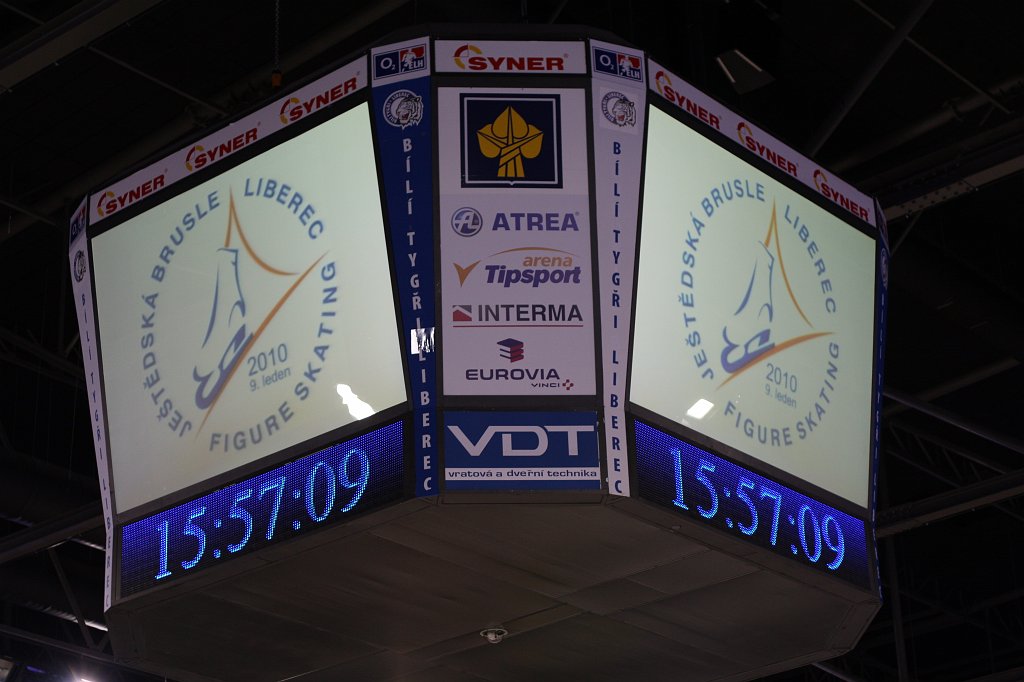 SYNER SYNER SYNER
O2 ELH
SYNER
O2 ELH
SYNER SYNER SYNER
JEŠTĚDSKÁ BRUSLE LIBEREC
2010
9. leden
FIGURE SKATING
15:57:09
BÍLÍ TYGŘI LIBEREC
ATREA
arena
Tipsport
INTERMA
EUROVIA
VINCI
VDT
vratová a dveřní technika
BÍLÍ TYGŘI LIBEREC
JEŠTĚDSKÁ BRUSLE LIBEREC
2010
9. leden
FIGURE SKATING
15:57:09